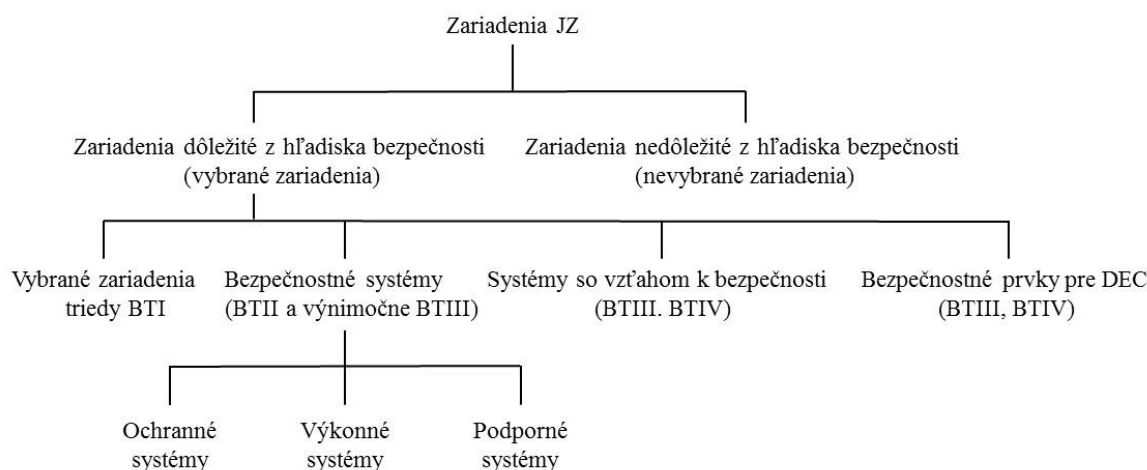 Zariadenia JZ
Zariadenia dôležité z hľadiska bezpečnosti
(vybrané zariadenia)
Zariadenia nedôležité z hľadiska bezpečnosti
(nevybrané zariadenia)
Vybrané zariadenia
triedy BTI
Bezpečnostné systémy
(BTII a výnimočne BTIII)
Systémy so vzťahom k bezpečnosti
(BTIII. BTIV)
Bezpečnostné prvky pre DEC
(BTIII, BTIV)
Ochranné
systémy
Výkonné
systémy
Podporné
systémy